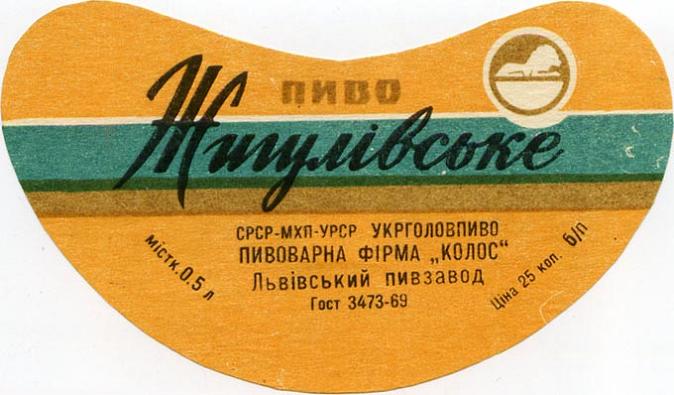 ПИВО
Жигулівське
СРСР-МХП-УРСР УКРГОЛОВПИВО
ПИВОВАРНА ФІРМА „КОЛОС“
Львівський пивзавод
Гост 3473-69
містк. 0.5 л
Ціна 25 коп. б/п